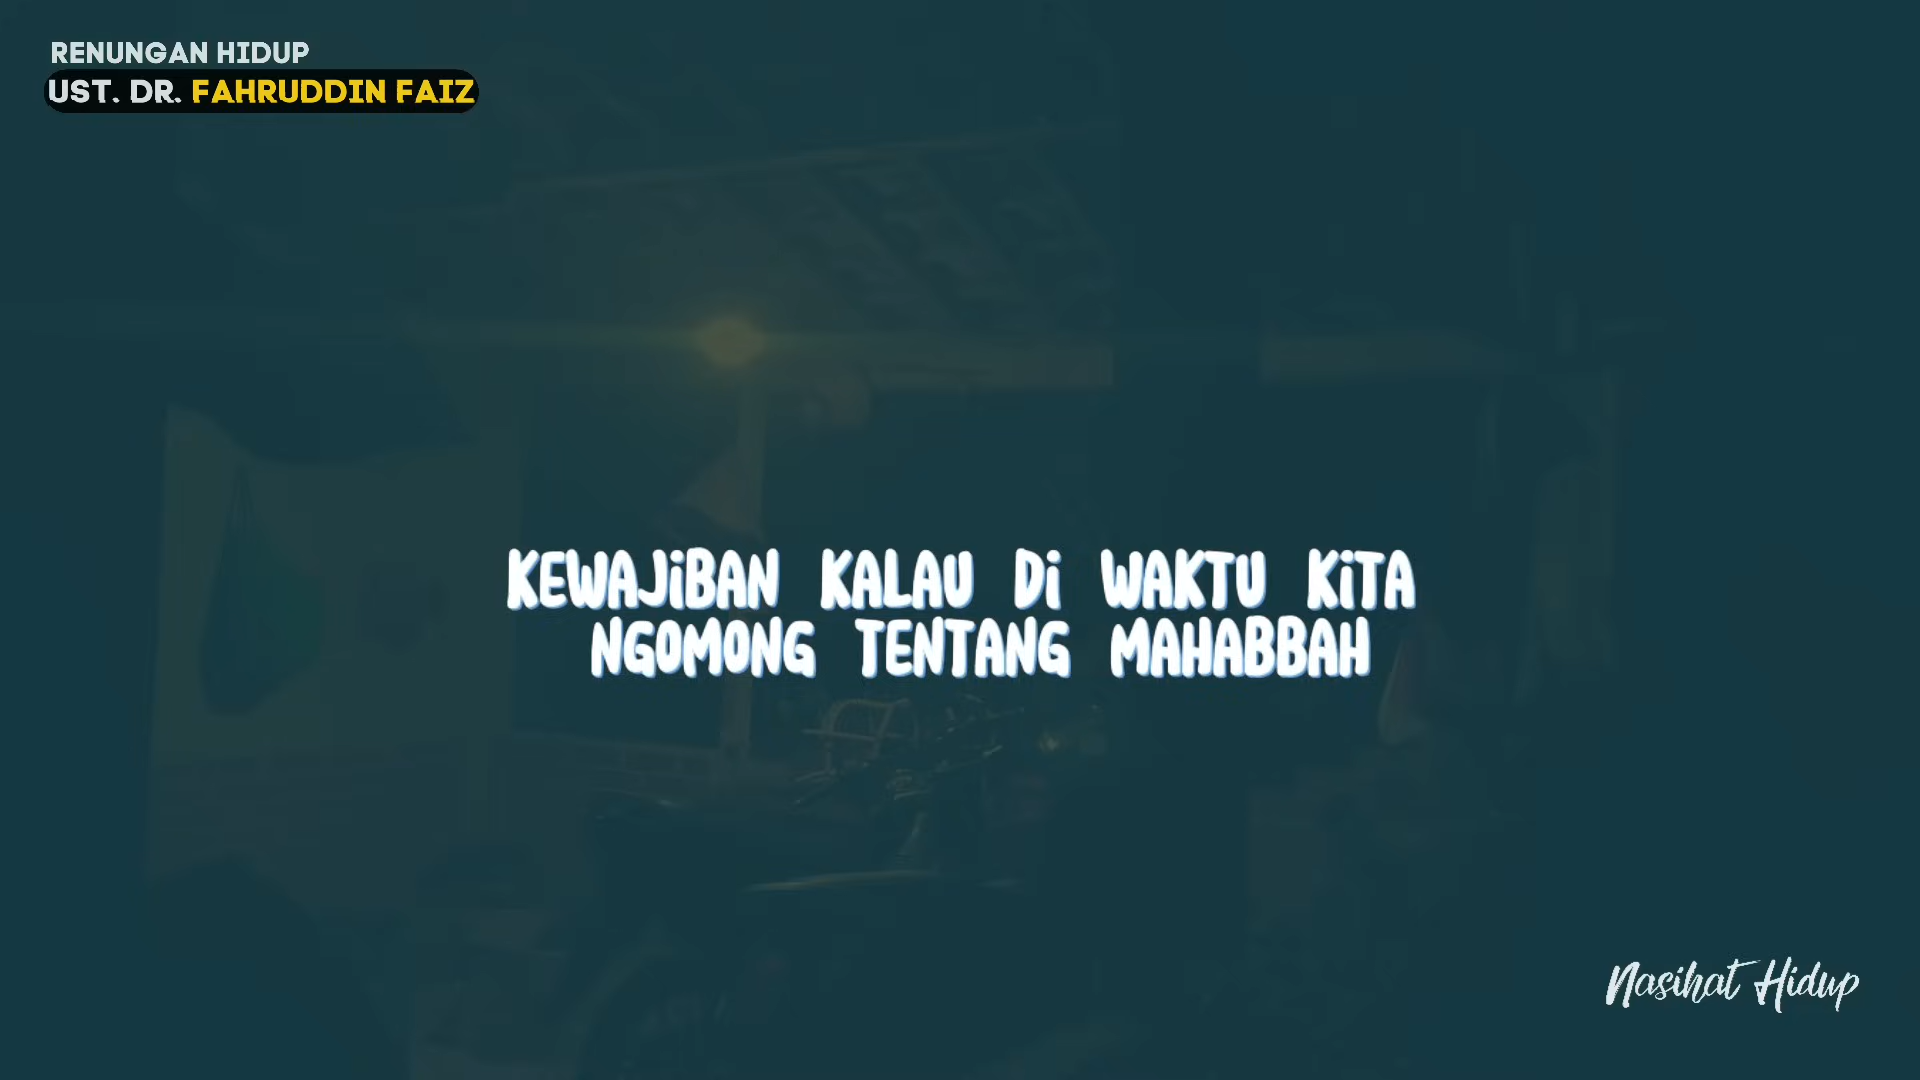 RENUNGAN HIDUP
UST. DR. FAHRUDDIN FAIZ
KEWAJiBAN KALAU Di WAKTU KiTA
NGOMONG TENTANG MAHABBAH
Nasihat Hidup